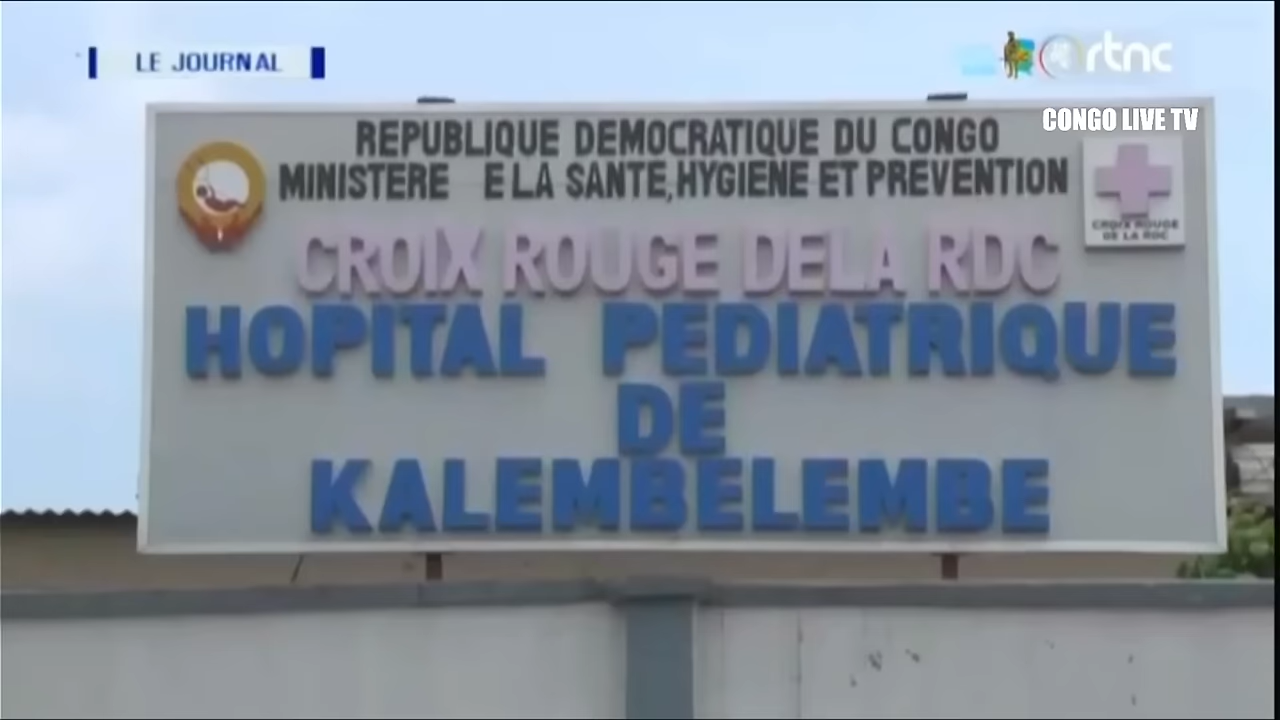 LE JOURNAL
rtnc
CONGO LIVE TV
REPUBLIQUE DEMOCRATIQUE DU CONGO
MINISTERE E LA SANTE, HYGIENE ET PREVENTION
CROIX ROUGE DE LA RDC
CROIX ROUGE DELA RDC
HOPITAL PEDIATRIQUE
DE
KALEMBELEMBE